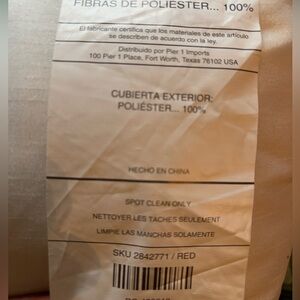 FIBRAS DE POLIÉSTER... 100%
El fabricante certifica que los materiales de este artículo
se describen de acuerdo con la ley.
Distribuido por Pier 1 Imports
100 Pier 1 Place, Fort Worth, Texas 76102 USA
CUBIERTA EXTERIOR:
POLIÉSTER... 100%
HECHO EN CHINA
SPOT CLEAN ONLY
NETTOYER LES TACHES SEULEMENT
LIMPIE LAS MANCHAS SOLAMENTE
SKU 2842771 / RED